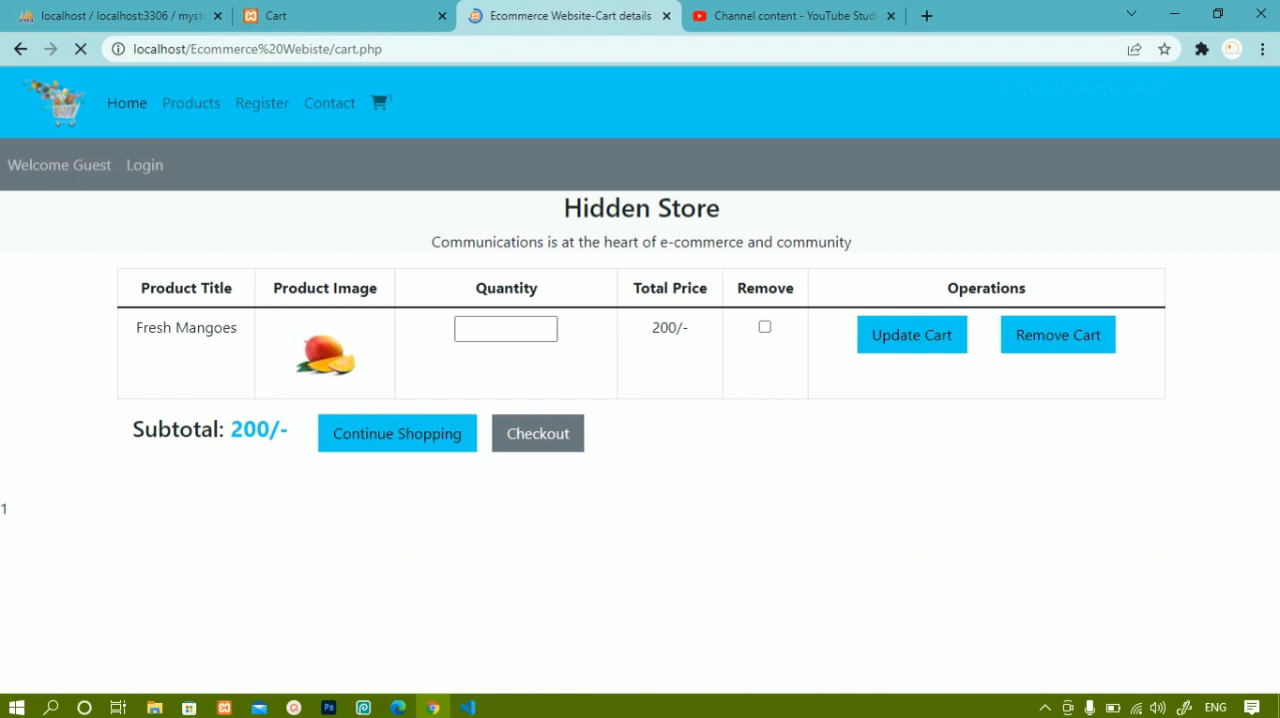 localhost / localhost:3306 / myst
Cart
Ecommerce Website-Cart details
Channel content - YouTube Stud
localhost/Ecommerce%20Webiste/cart.php
Home Products Register Contact 1
Welcome Guest Login
Hidden Store
Communications is at the heart of e-commerce and community
Product Title Product Image Quantity Total Price Remove Operations
Fresh Mangoes 200/- Update Cart Remove Cart
Subtotal: 200/- Continue Shopping Checkout
1
ENG